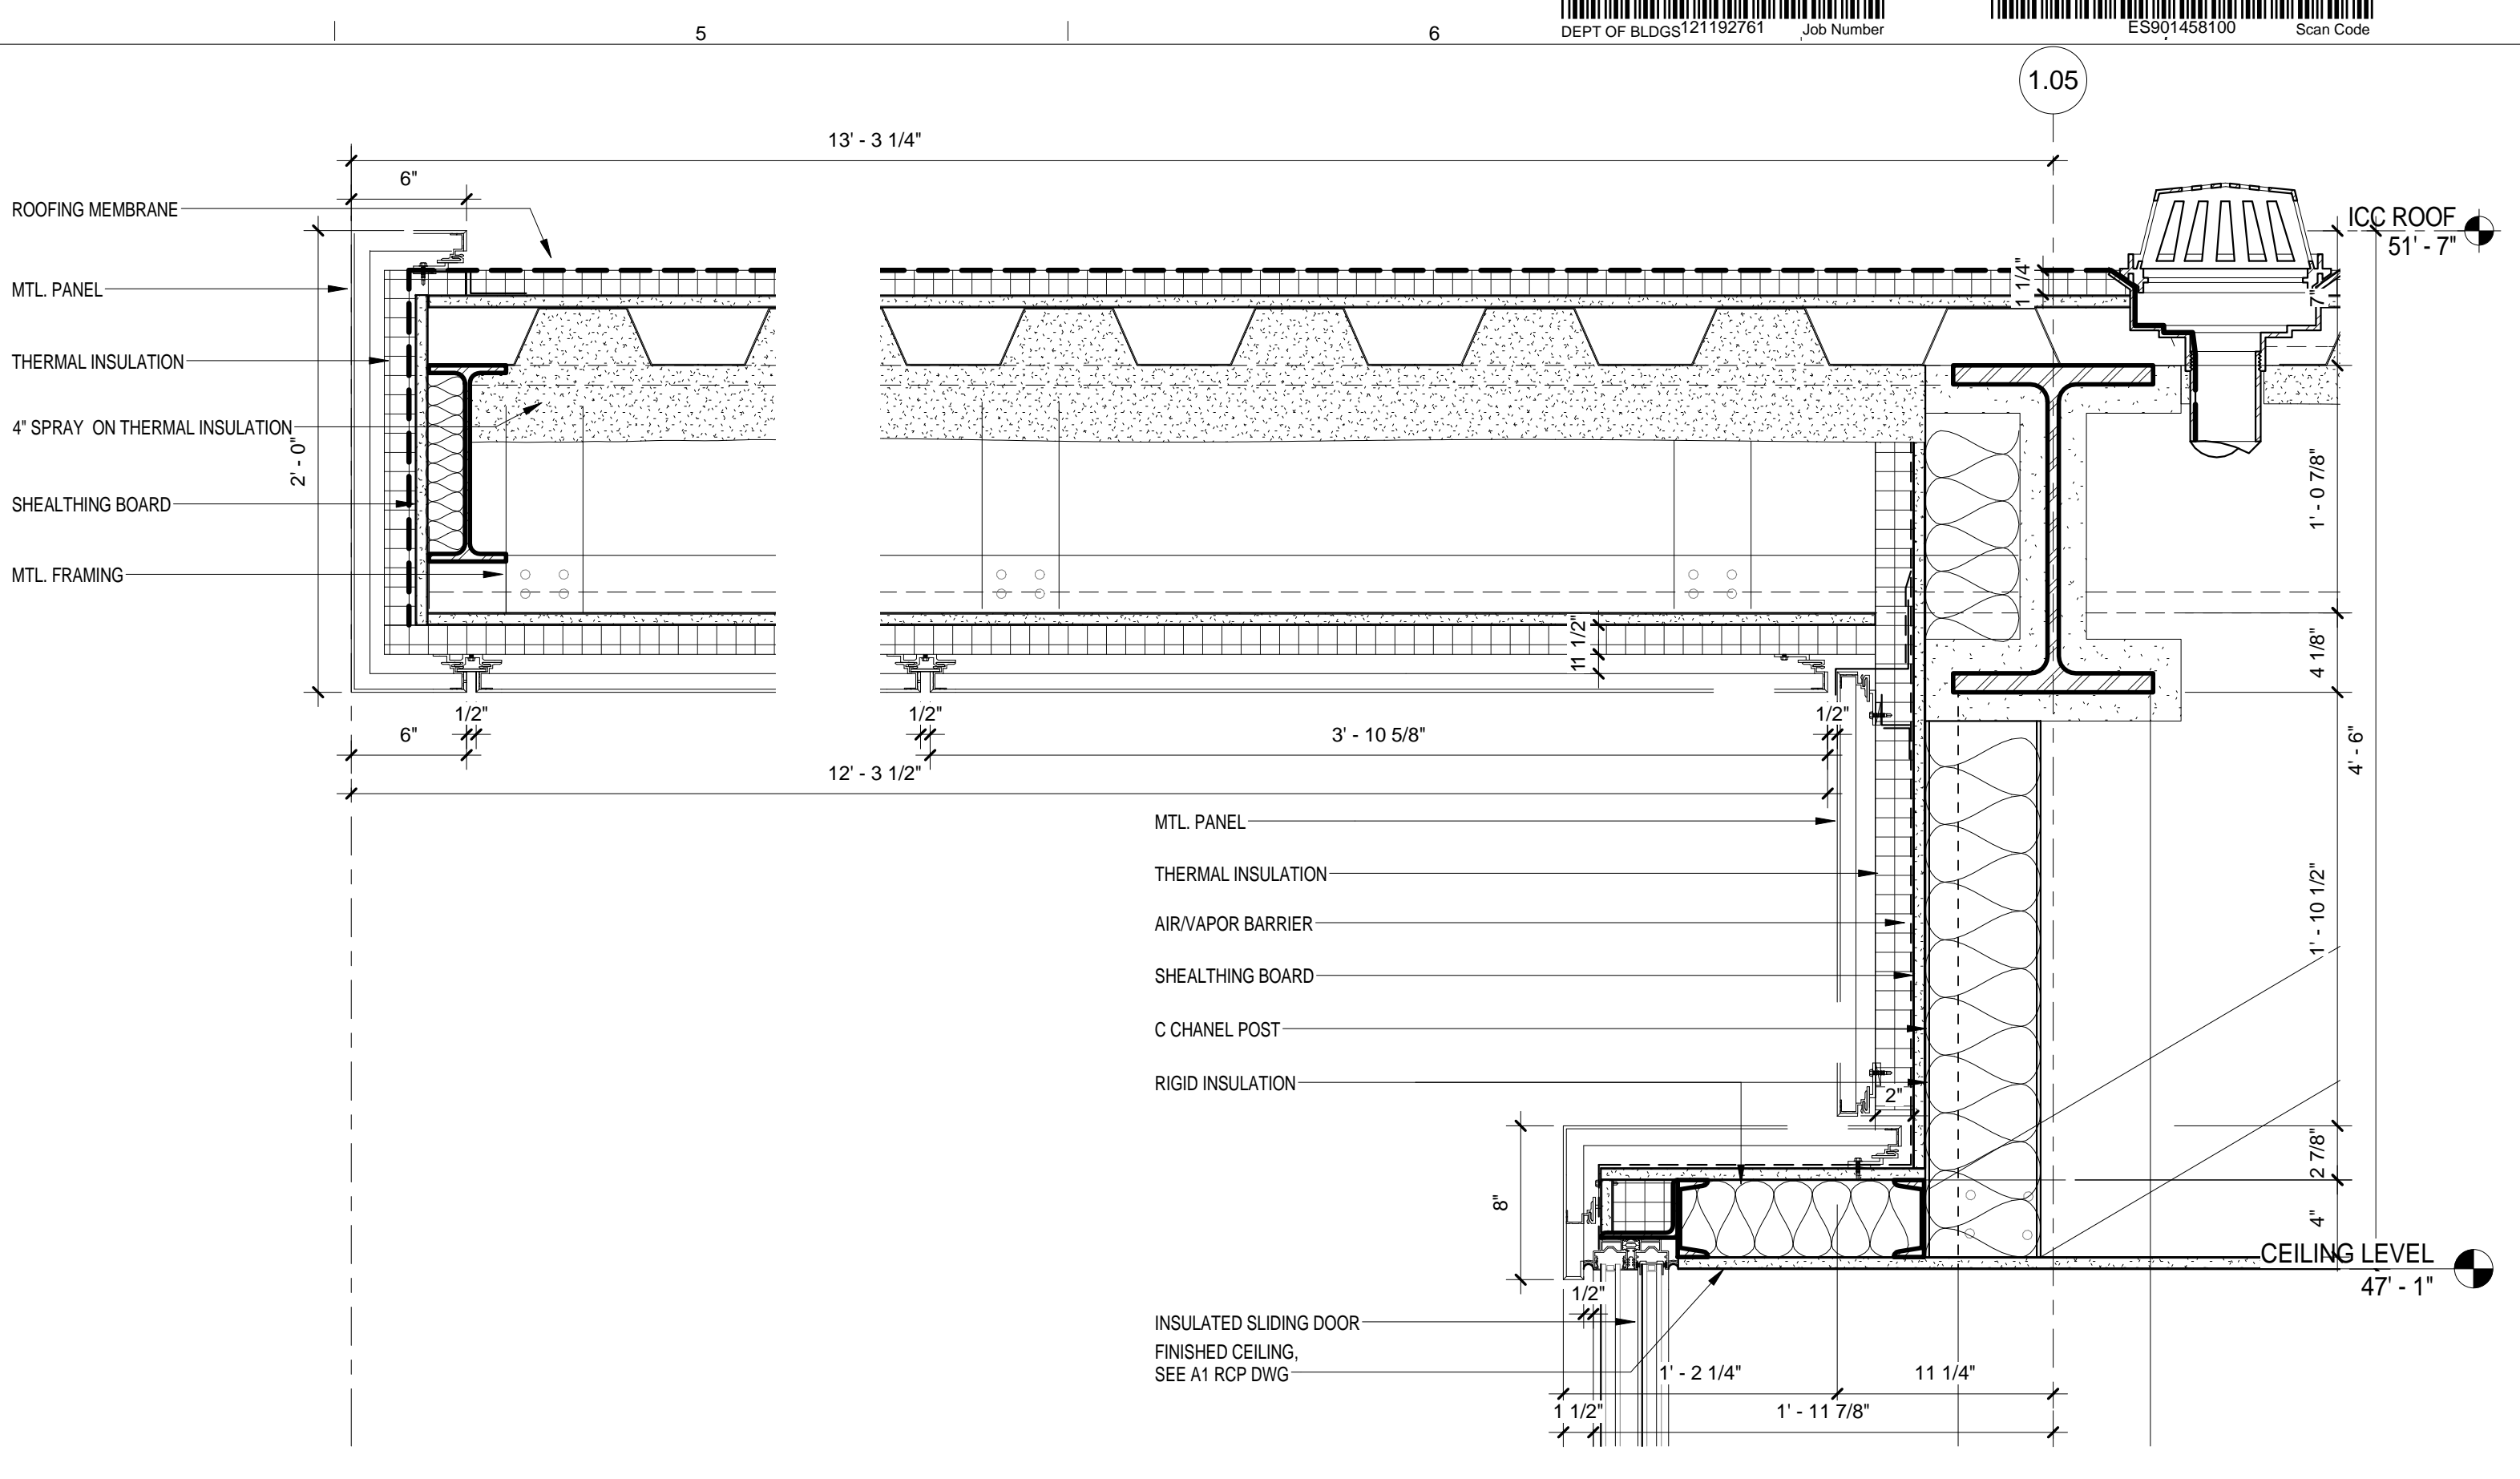 5
6
DEPT OF BLDGS 121192761 Job Number
ES901458100 Scan Code
1.05
13' - 3 1/4"
6"
ROOFING MEMBRANE
ICC ROOF
51' - 7"
MTL. PANEL
1 1/4"
7"
THERMAL INSULATION
4" SPRAY ON THERMAL INSULATION
2' - 0"
1' - 0 7/8"
SHEALTHING BOARD
MTL. FRAMING
1 1/2"
1
4 1/8"
1/2"
1/2"
1/2"
6"
3' - 10 5/8"
4' - 6"
12' - 3 1/2"
MTL. PANEL
THERMAL INSULATION
1' - 10 1/2"
AIR/VAPOR BARRIER
SHEALTHING BOARD
C CHANEL POST
RIGID INSULATION
2"
2 7/8"
8"
4"
CEILING LEVEL
47' - 1"
1/2"
INSULATED SLIDING DOOR
FINISHED CEILING,
SEE A1 RCP DWG
1' - 2 1/4"
11 1/4"
1 1/2"
1' - 11 7/8"